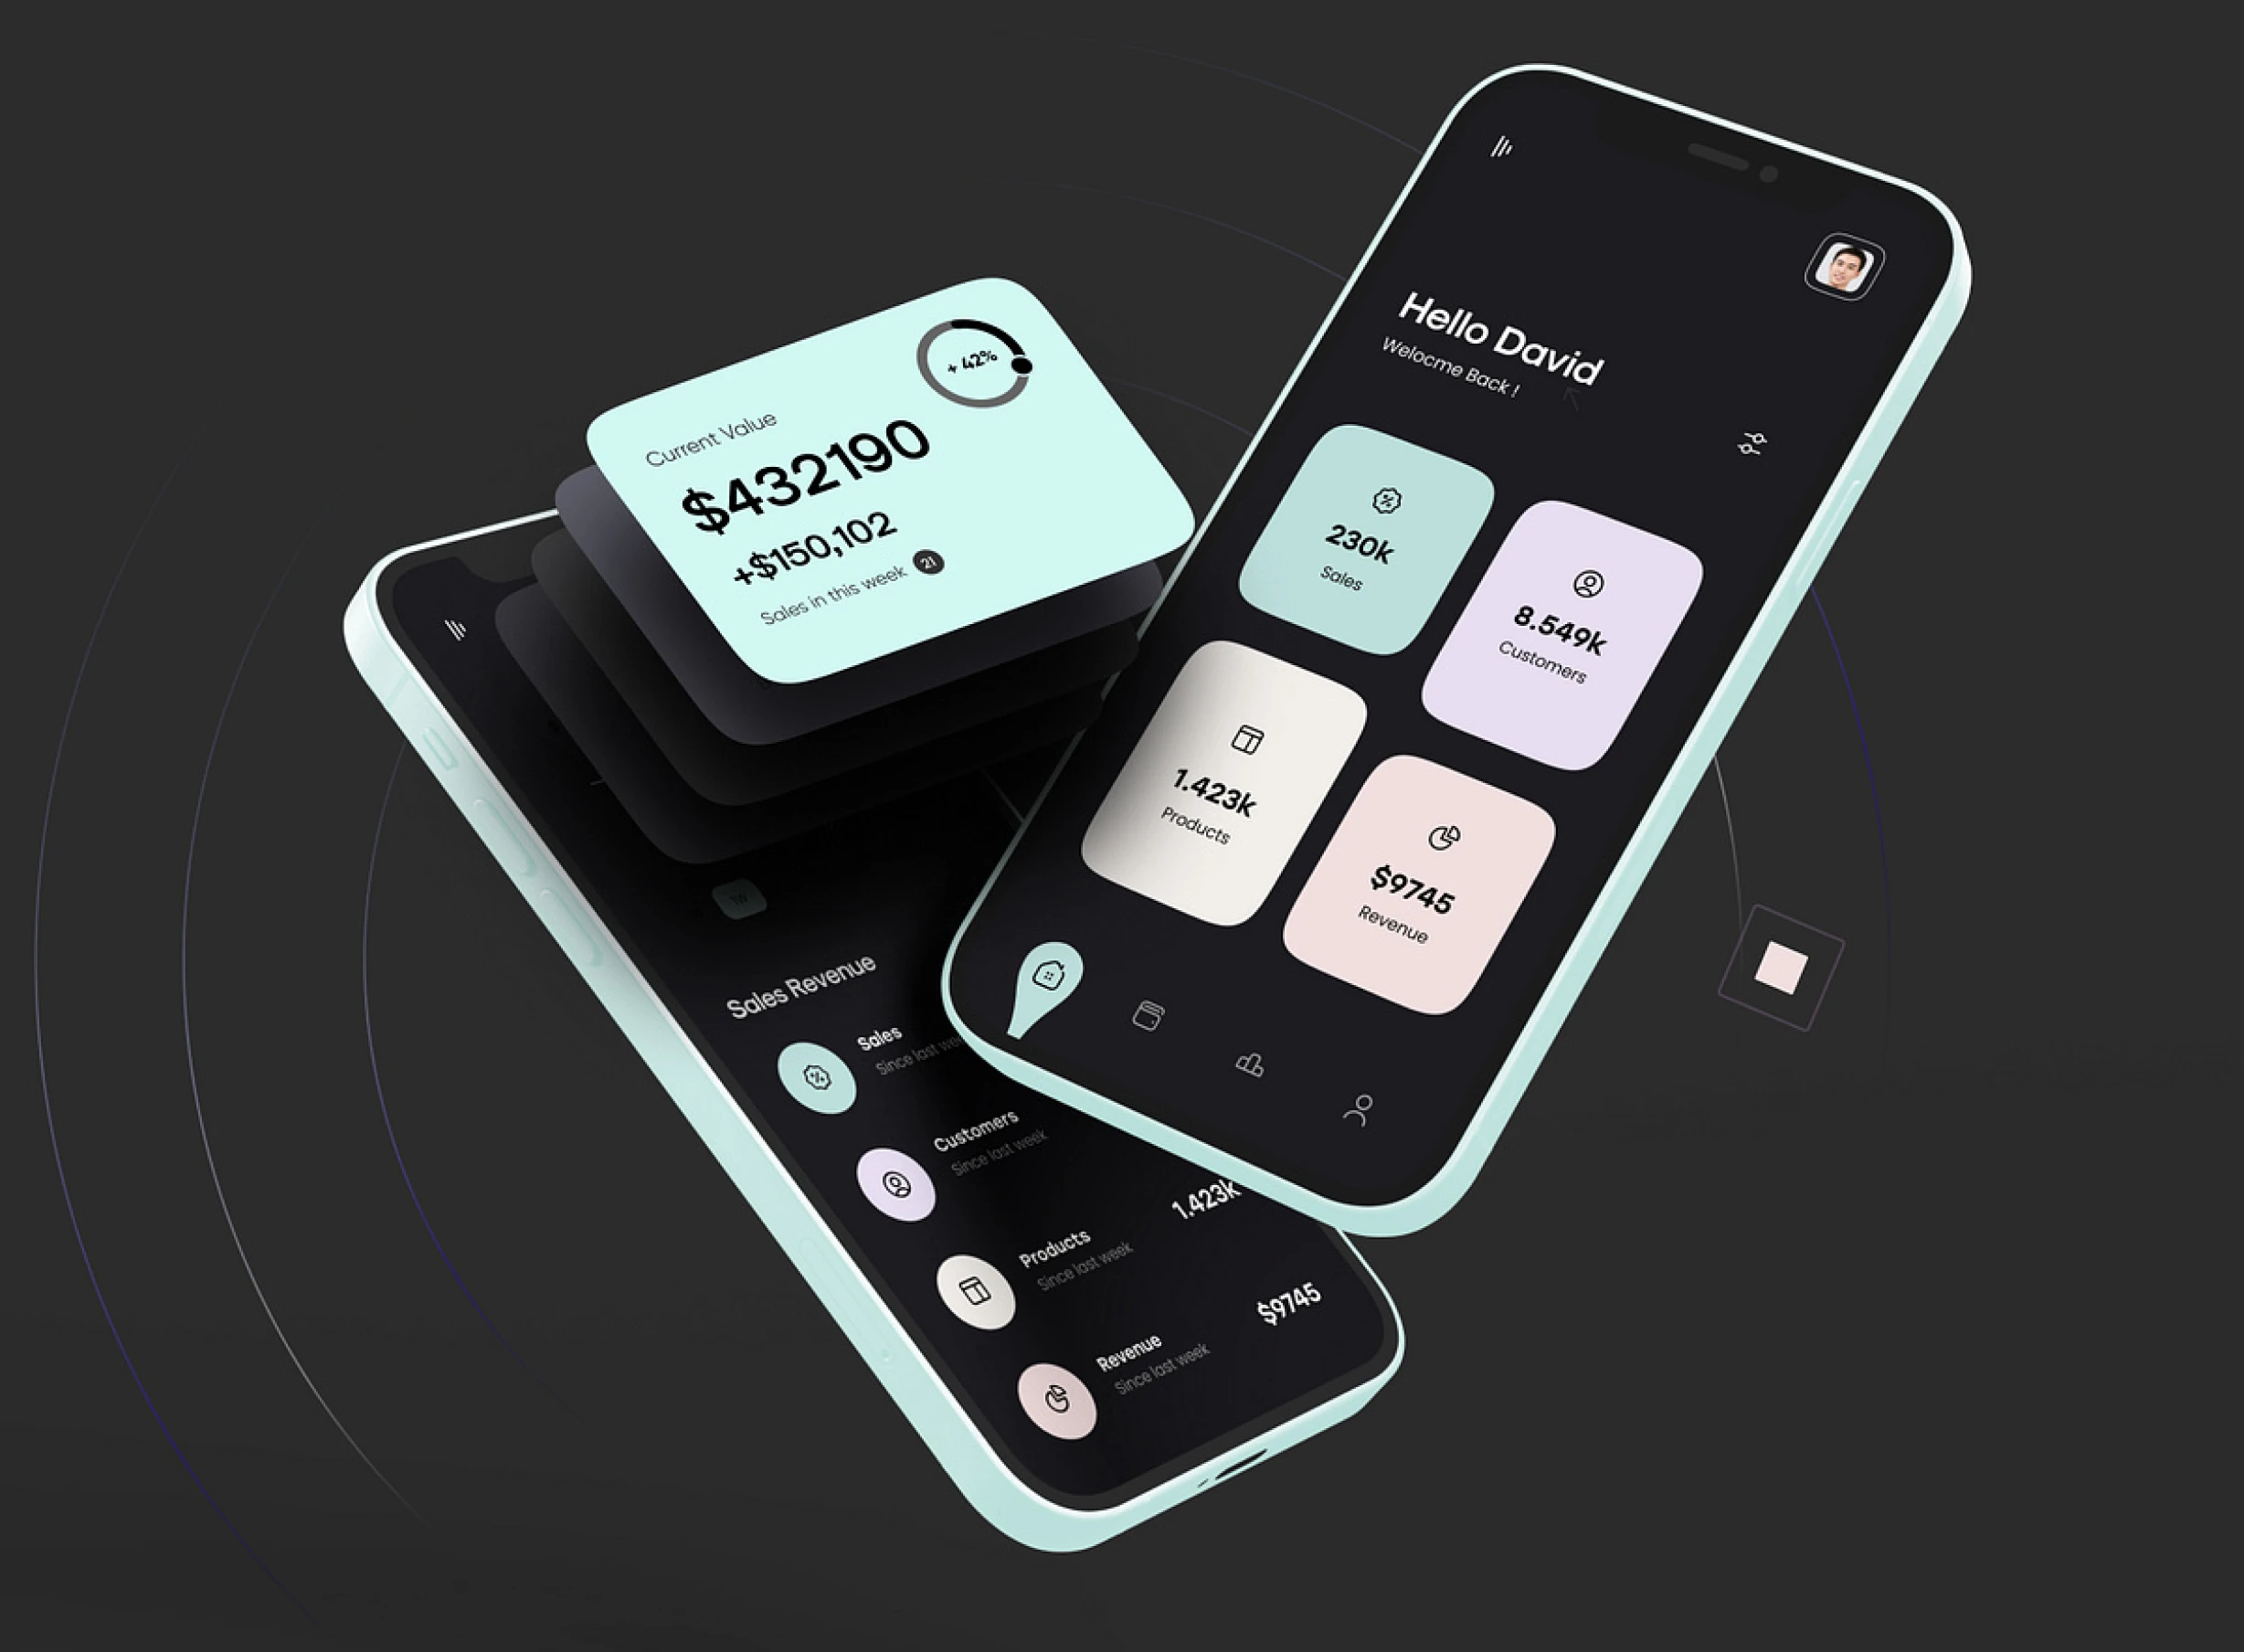 Hello David
Welocme Back !
230k
Sales
8.549k
Customers
1.423k
Products
$9745
Revenue
+ 42%
Current Value
$432190
+$150,102
Sales in this week 21
1W
Sales Revenue
Sales
Since last week
Customers
Since last week
1.423k
Products
Since last week
$9745
Revenue
Since last week